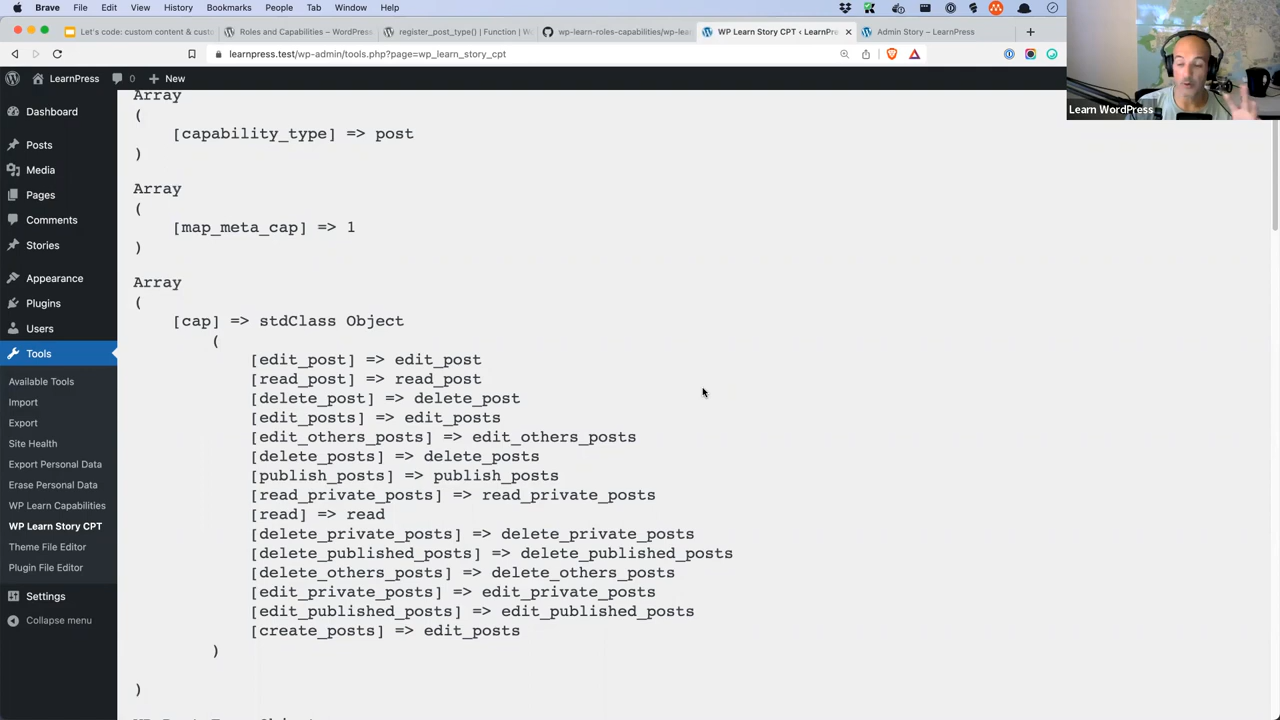 Brave File Edit View History Bookmarks People Tab Window Help
Let's code: custom content & custo
Roles and Capabilities – WordPress
register_post_type() | Function | W
wp-learn-roles-capabilities/wp-lea
WP Learn Story CPT ‹ LearnPre
Admin Story – LearnPress
learnpress.test/wp-admin/tools.php?page=wp_learn_story_cpt
LearnPress 0 New
Learn WordPress
Dashboard
Posts
Media
Pages
Comments
Stories
Appearance
Plugins
Users
Tools
Available Tools
Import
Export
Site Health
Export Personal Data
Erase Personal Data
WP Learn Capabilities
WP Learn Story CPT
Theme File Editor
Plugin File Editor
Settings
Collapse menu
Array
(
[capability_type] => post
)
Array
(
[map_meta_cap] => 1
)
Array
(
[cap] => stdClass Object
(
[edit_post] => edit_post
[read_post] => read_post
[delete_post] => delete_post
[edit_posts] => edit_posts
[edit_others_posts] => edit_others_posts
[delete_posts] => delete_posts
[publish_posts] => publish_posts
[read_private_posts] => read_private_posts
[read] => read
[delete_private_posts] => delete_private_posts
[delete_published_posts] => delete_published_posts
[delete_others_posts] => delete_others_posts
[edit_private_posts] => edit_private_posts
[edit_published_posts] => edit_published_posts
[create_posts] => edit_posts
)
)